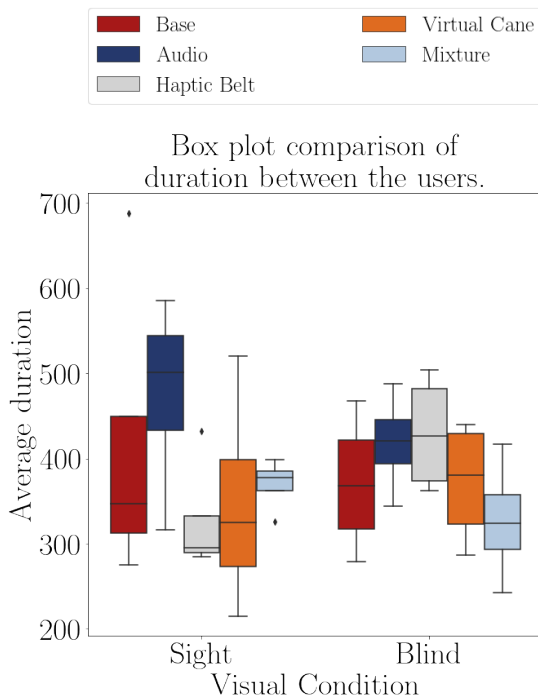 Base
Audio
Haptic Belt
Virtual Cane
Mixture
Box plot comparison of
duration between the users.
700
600
500
400
300
200
Average duration
Sight
Blind
Visual Condition